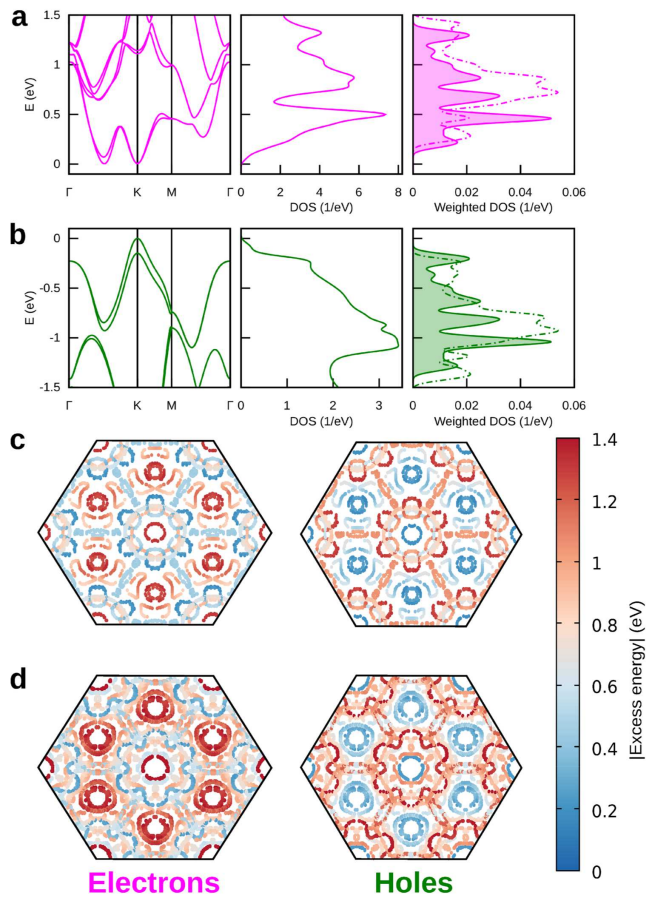 a
1.5
1
0.5
0
E (eV)
Γ K M Γ
0 2 4 6 8
DOS (1/eV)
0 0.02 0.04 0.06
Weighted DOS (1/eV)
b
0
-0.5
-1
-1.5
E (eV)
Γ K M Γ
0 1 2 3
DOS (1/eV)
0 0.02 0.04 0.06
Weighted DOS (1/eV)
c
d
1.4
1.2
1
0.8
0.6
0.4
0.2
0
|Excess energy| (eV)
Electrons
Holes